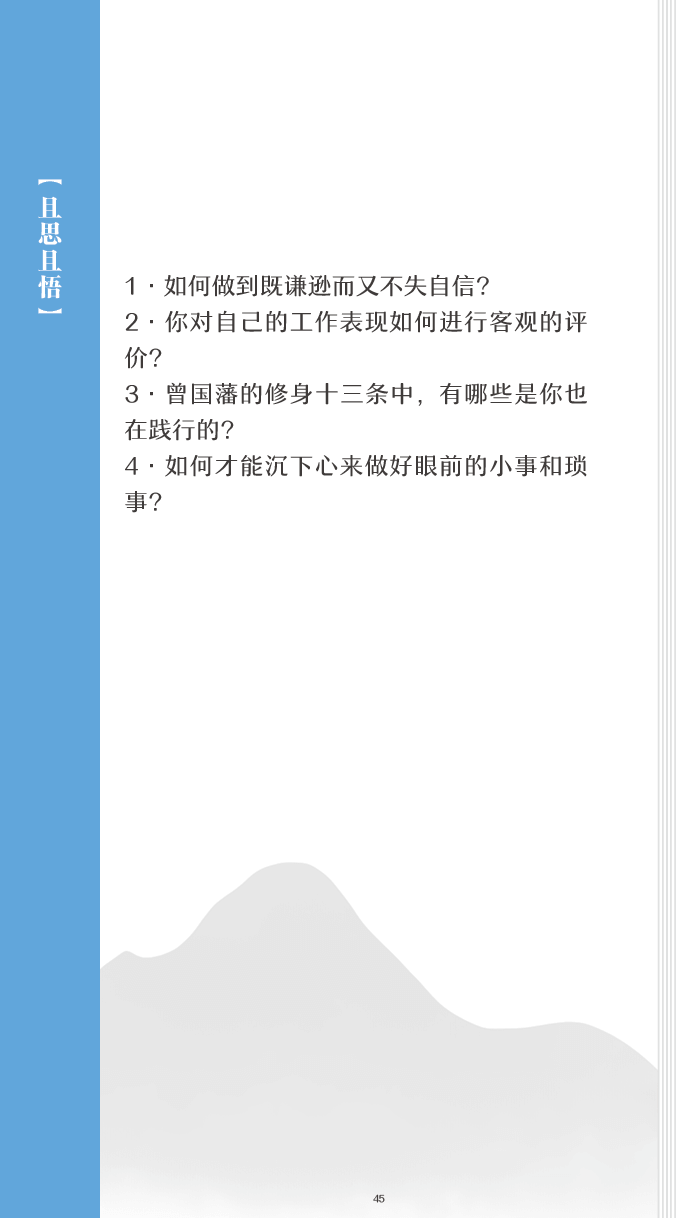 【且思且悟】
1·如何做到既谦逊而又不失自信？
2·你对自己的工作表现如何进行客观的评
价？
3·曾国藩的修身十三条中，有哪些是你也
在践行的？
4·如何才能沉下心来做好眼前的小事和琐
事？
45